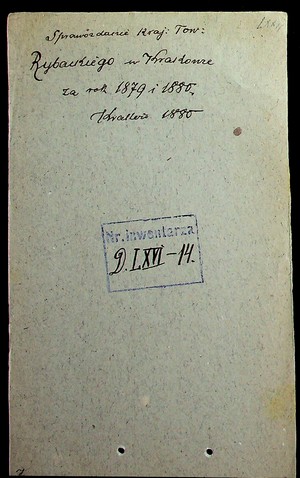 Sprawozdanie Kraj. Tow:
Rybackiego w Krakowie
za rok 1879 i 1880.
Kraków 1880
Nr. inwentarza
D. LXVI - 14.